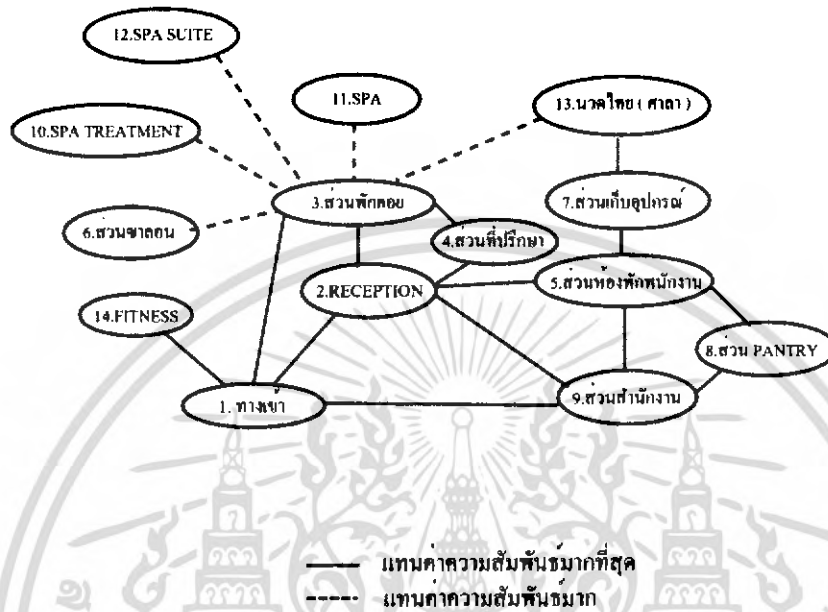 12.SPA SUITE
11.SPA
13.นวดไทย ( ศาลา )
10.SPA TREATMENT
3.ส่วนพักคอย
7.ส่วนเก็บอุปกรณ์
6.ส่วนซาลอน
4.ส่วนที่ปรึกษา
2.RECEPTION
5.ส่วนห้องพักพนักงาน
14.FITNESS
8.ส่วน PANTRY
1. ทางเข้า
9.ส่วนสำนักงาน
แทนค่าความสัมพันธ์มากที่สุด
แทนค่าความสัมพันธ์มาก